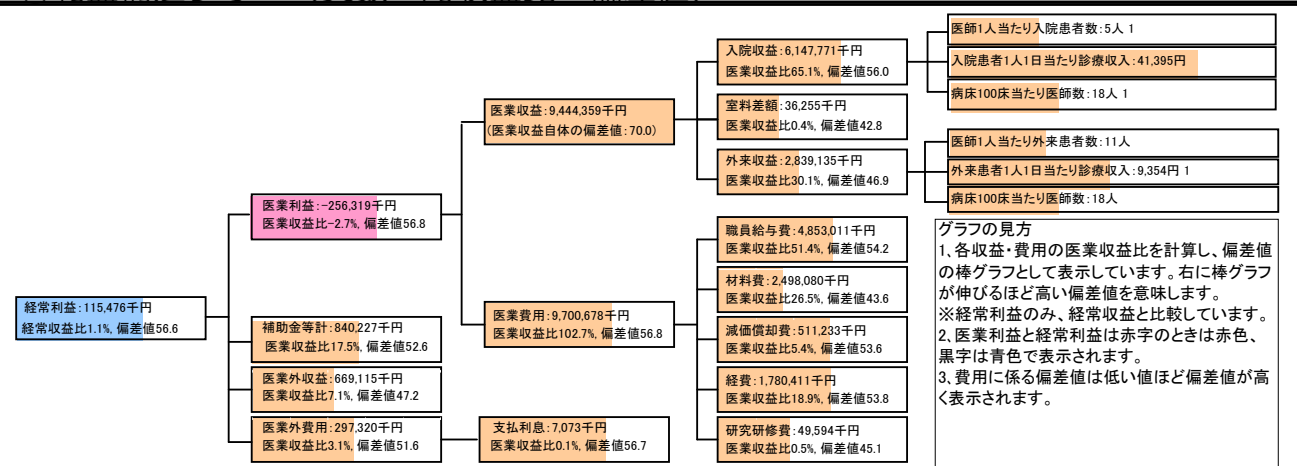 経常利益:115,476千円
経常収益比1.1%, 偏差値56.6
医業利益:-256,319千円
医業収益比-2.7%, 偏差値56.8
補助金等計:840,227千円
医業収益比17.5%, 偏差値52.6
医業外収益:669,115千円
医業収益比7.1%, 偏差値47.2
医業外費用:297,320千円
医業収益比3.1%, 偏差値51.6
医業収益:9,444,359千円
(医業収益自体の偏差値:70.0)
医業費用:9,700,678千円
医業収益比102.7%, 偏差値56.8
支払利息:7,073千円
医業収益比0.1%, 偏差値56.7
入院収益:6,147,771千円
医業収益比65.1%, 偏差値56.0
室料差額:36,255千円
医業収益比0.4%, 偏差値42.8
外来収益:2,839,135千円
医業収益比30.1%, 偏差値46.9
職員給与費:4,853,011千円
医業収益比51.4%, 偏差値54.2
材料費:2,498,080千円
医業収益比26.5%, 偏差値43.6
減価償却費:511,233千円
医業収益比5.4%, 偏差値53.6
経費:1,780,411千円
医業収益比18.9%, 偏差値53.8
研究研修費:49,594千円
医業収益比0.5%, 偏差値45.1
医師1人当たり入院患者数:5人 1
入院患者1人1日当たり診療収入:41,395円
病床100床当たり医師数:18人 1
医師1人当たり外来患者数:11人
外来患者1人1日当たり診療収入:9,354円 1
病床100床当たり医師数:18人
グラフの見方
1、各収益・費用の医業収益比を計算し、偏差値
の棒グラフとして表示しています。右に棒グラフ
が伸びるほど高い偏差値を意味します。
※経常利益のみ、経常収益と比較しています。
2、医業利益と経常利益は赤字のときは赤色、
黒字は青色で表示されます。
3、費用に係る偏差値は低い値ほど偏差値が高
く表示されます。